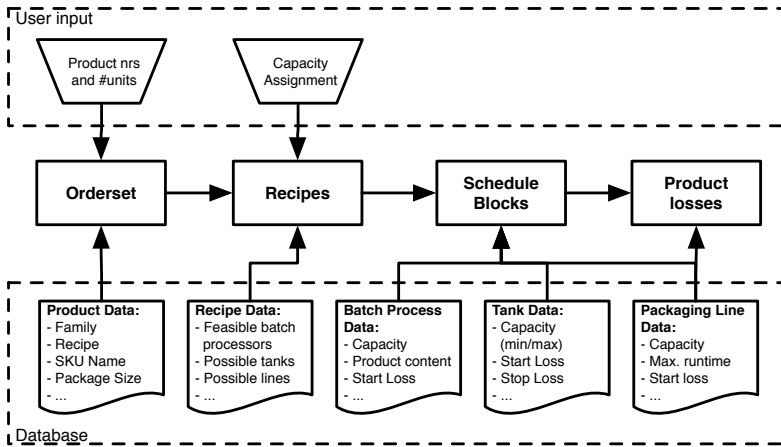 User input
Product nrs
and #units
Capacity
Assignment
Orderset
Recipes
Schedule
Blocks
Product
losses
Product Data:
- Family
- Recipe
- SKU Name
- Package Size
- ...
Recipe Data:
- Feasible batch
processors
- Possible tanks
- Possible lines
- ...
Batch Process
Data:
- Capacity
- Product content
- Start Loss
- ...
Tank Data:
- Capacity
(min/max)
- Start Loss
- Stop Loss
- ...
Packaging Line
Data:
- Capacity
- Max. runtime
- Start loss
- ...
Database